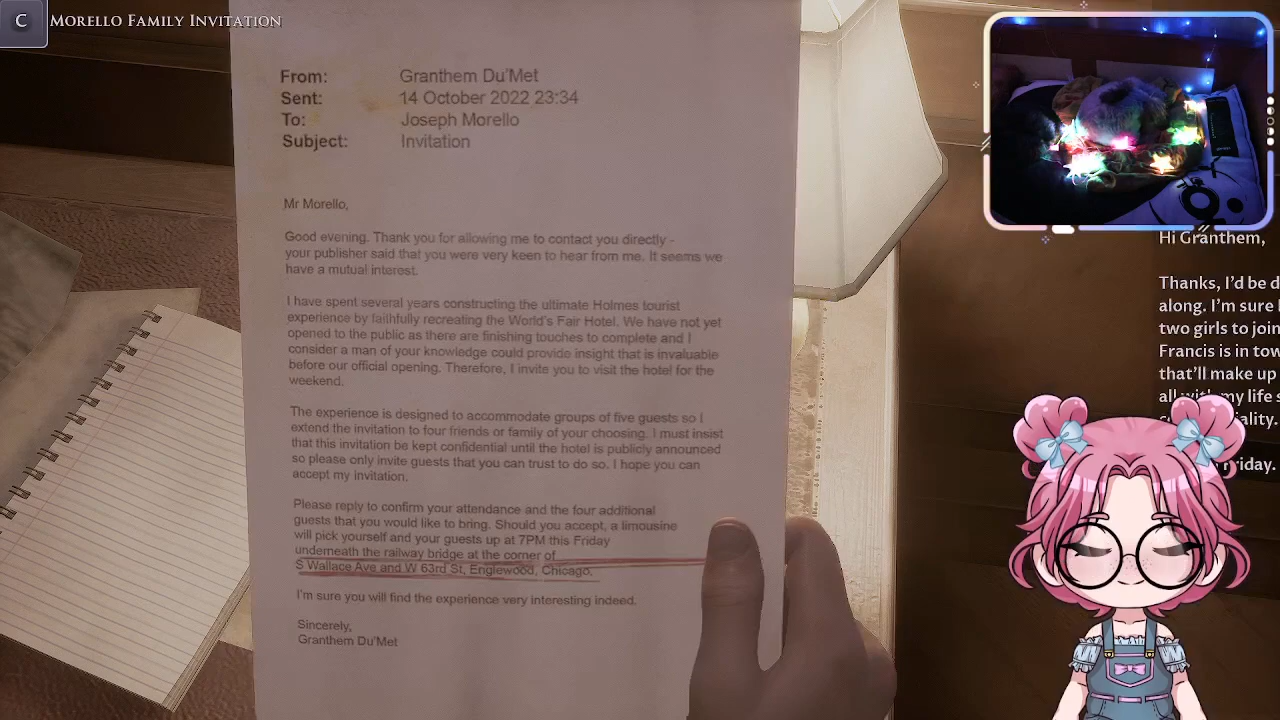 C
MORELLO FAMILY INVITATION
From: Granthem Du'Met
Sent: 14 October 2022 23:34
To: Joseph Morello
Subject: Invitation
Mr Morello,
Good evening. Thank you for allowing me to contact you directly -
your publisher said that you were very keen to hear from me. It seems we
have a mutual interest.
I have spent several years constructing the ultimate Holmes tourist
experience by faithfully recreating the World's Fair Hotel. We have not yet
opened to the public as there are finishing touches to complete and I
consider a man of your knowledge could provide insight that is invaluable
before our official opening. Therefore, I invite you to visit the hotel for the
weekend.
The experience is designed to accommodate groups of five guests so I
extend the invitation to four friends or family of your choosing. I must insist
that this invitation be kept confidential until the hotel is publicly announced
so please only invite guests that you can trust to do so. I hope you can
accept my invitation.
Please reply to confirm your attendance and the four additional
guests that you would like to bring. Should you accept, a limousine
will pick yourself and your guests up at 7PM this Friday
underneath the railway bridge at the corner of
S Wallace Ave and W 63rd St, Englewood, Chicago.
I'm sure you will find the experience very interesting indeed.
Sincerely,
Granthem Du'Met
Hi Granthem,
Thanks, I'd be
along. I'm sure
two girls to join
Francis is in
that'll make up
my life
Friday.